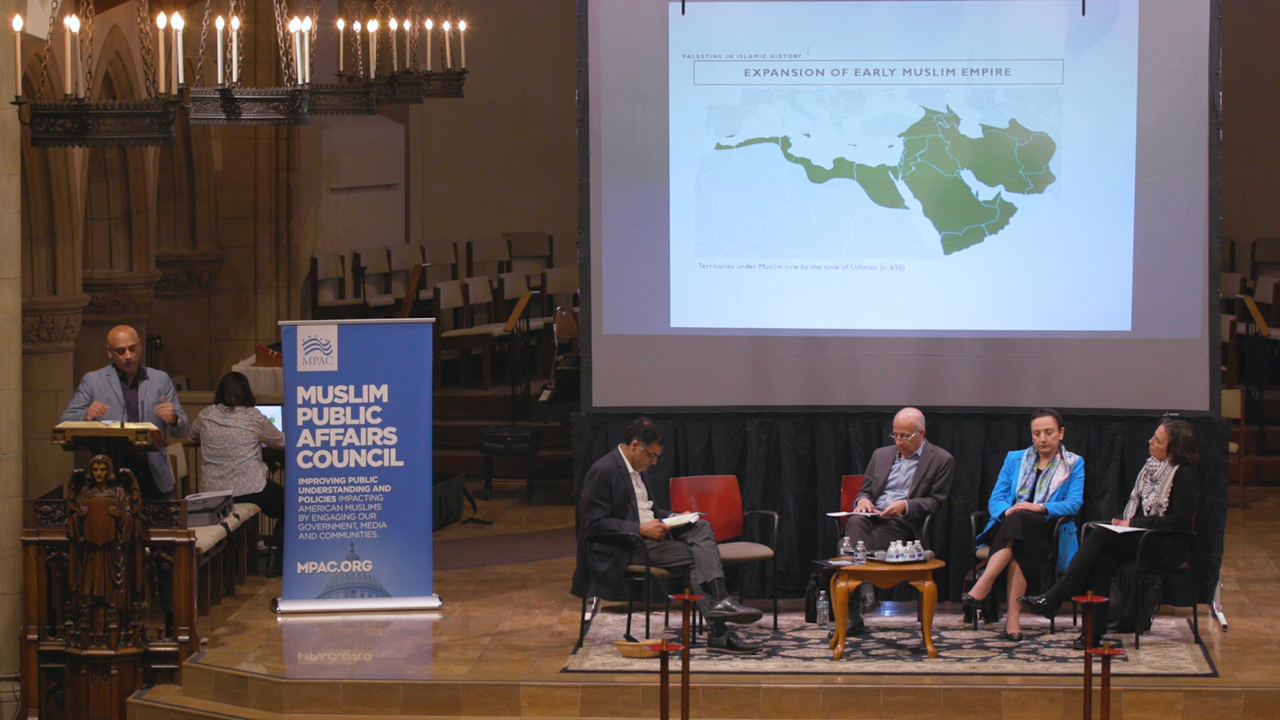 PALESTINE IN ISLAMIC HISTORY
EXPANSION OF EARLY MUSLIM EMPIRE
Territories under Muslim rule by the time of Uthman (c. 650)
MPAC
MUSLIM
PUBLIC
AFFAIRS
COUNCIL
IMPROVING PUBLIC
UNDERSTANDING AND
POLICIES IMPACTING
AMERICAN MUSLIMS
BY ENGAGING OUR
GOVERNMENT, MEDIA
AND COMMUNITIES.
MPAC.ORG